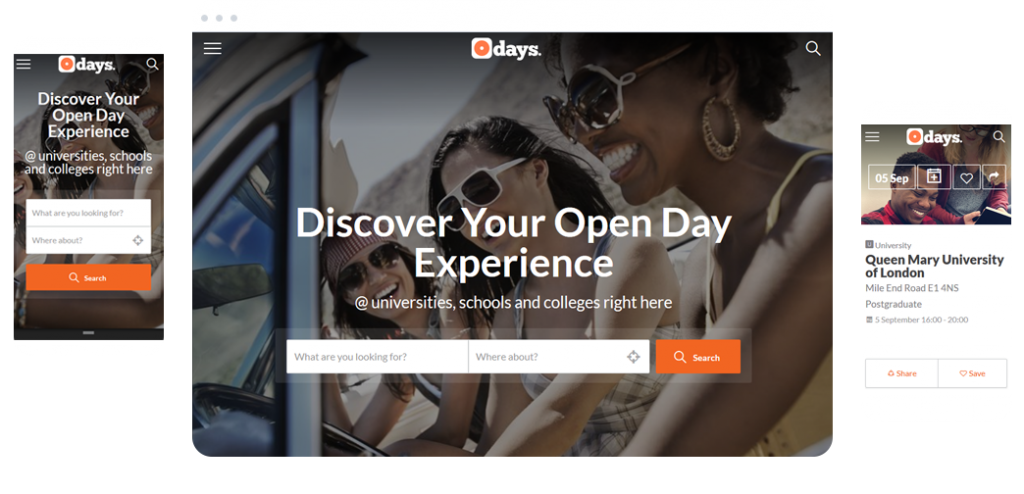 days.
Discover Your
Open Day
Experience
@ universities, schools
and colleges right here
What are you looking for?
Where about?
Search
days.
Discover Your Open Day
Experience
@ universities, schools and colleges right here
What are you looking for?
Where about?
Search
days.
05 Sep
U University
Queen Mary University
of London
Mile End Road E1 4NS
Postgraduate
5 September 16:00 - 20:00
Share
Save